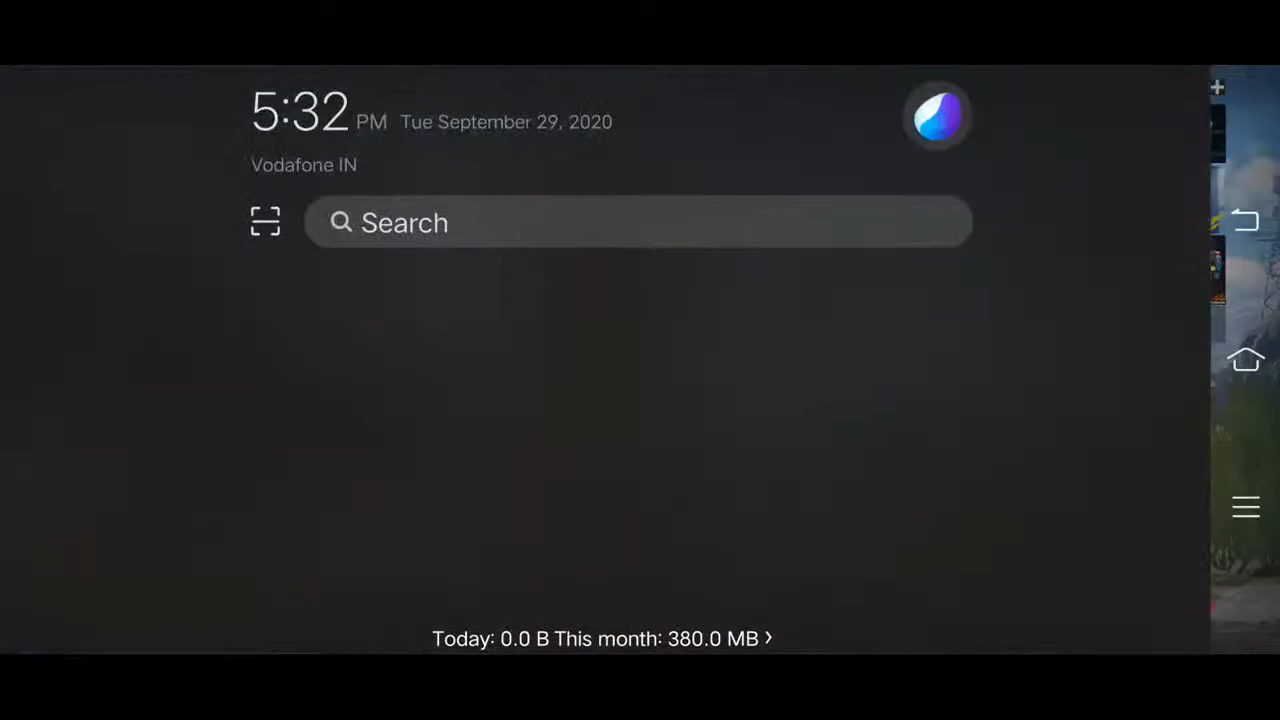 5:32 PM Tue September 29, 2020
Vodafone IN
Search
Today: 0.0 B This month: 380.0 MB >